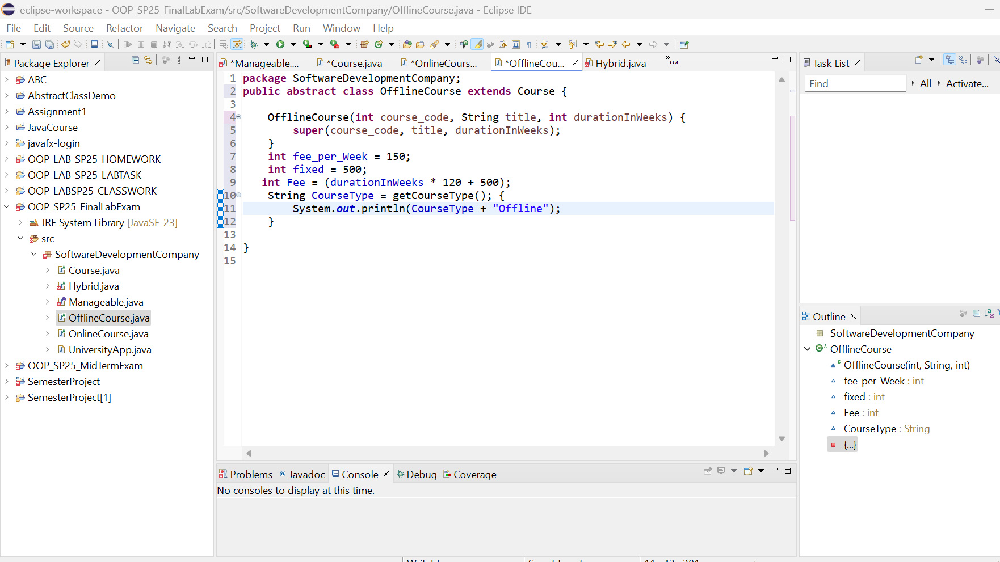 eclipse-workspace - OOP_SP25_FinalLabExam/src/SoftwareDevelopmentCompany/OfflineCourse.java - Eclipse IDE
File Edit Source Refactor Navigate Search Project Run Window Help
Package Explorer
ABC
AbstractClassDemo
Assignment1
JavaCourse
javafx-login
OOP_LAB_SP25_HOMEWORK
OOP_LAB_SP25_LABTASK
OOP_LABSP25_CLASSWORK
OOP_SP25_FinalLabExam
JRE System Library [JavaSE-23]
src
SoftwareDevelopmentCompany
Course.java
Hybrid.java
Manageable.java
OfflineCourse.java
OnlineCourse.java
UniversityApp.java
OOP_SP25_MidTermExam
SemesterProject
SemesterProject[1]
*Manageable.... *Course.java *OnlineCours... *OfflineCou... Hybrid.java
1 package SoftwareDevelopmentCompany;
2 public abstract class OfflineCourse extends Course {
3
4 OfflineCourse(int course_code, String title, int durationInWeeks) {
5 super(course_code, title, durationInWeeks);
6 }
7 int fee_per_Week = 150;
8 int fixed = 500;
9 int Fee = (durationInWeeks * 120 + 500);
10 String CourseType = getCourseType(); {
11 System.out.println(CourseType + "Offline");
12 }
13
14 }
15
Problems Javadoc Console Debug Coverage
No consoles to display at this time.
Task List
Find All Activate...
Outline
SoftwareDevelopmentCompany
OfflineCourse
OfflineCourse(int, String, int)
fee_per_Week : int
fixed : int
Fee : int
CourseType : String
{...}